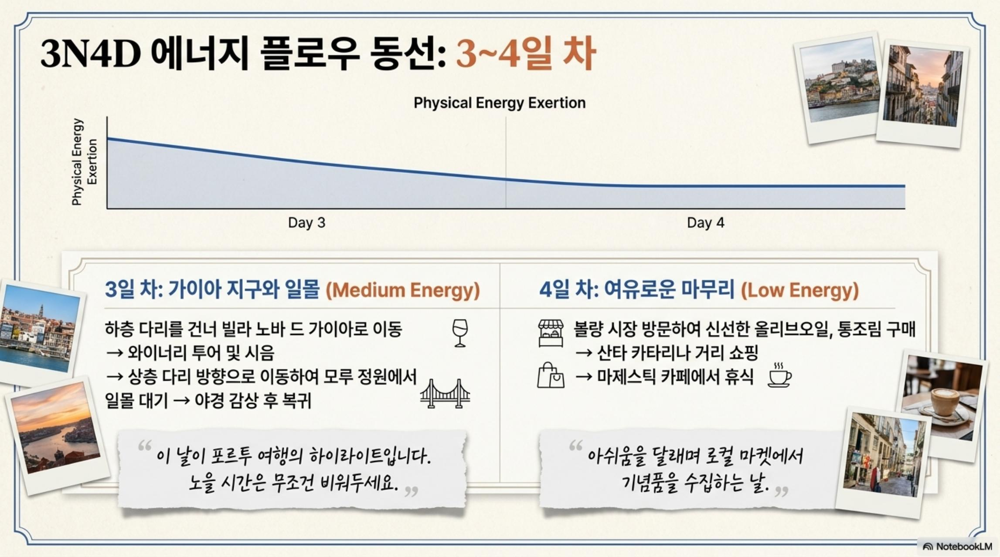 3N4D 에너지 플로우 동선: 3~4일 차
Physical Energy Exertion
Physical Energy
Exertion
Day 3
Day 4
3일 차: 가이아 지구와 일몰 (Medium Energy)
하층 다리를 건너 빌라 노바 드 가이아로 이동
→ 와이너리 투어 및 시음
→ 상층 다리 방향으로 이동하여 모루 정원에서
일몰 대기 → 야경 감상 후 복귀
“ 이 날이 포르투 여행의 하이라이트입니다.
노을 시간은 무조건 비워두세요. ”
4일 차: 여유로운 마무리 (Low Energy)
볼량 시장 방문하여 신선한 올리브오일, 통조림 구매
→ 산타 카타리나 거리 쇼핑
→ 마제스틱 카페에서 휴식
“ 아쉬움을 달래며 로컬 마켓에서
기념품을 수집하는 날. ”
NotebookLM